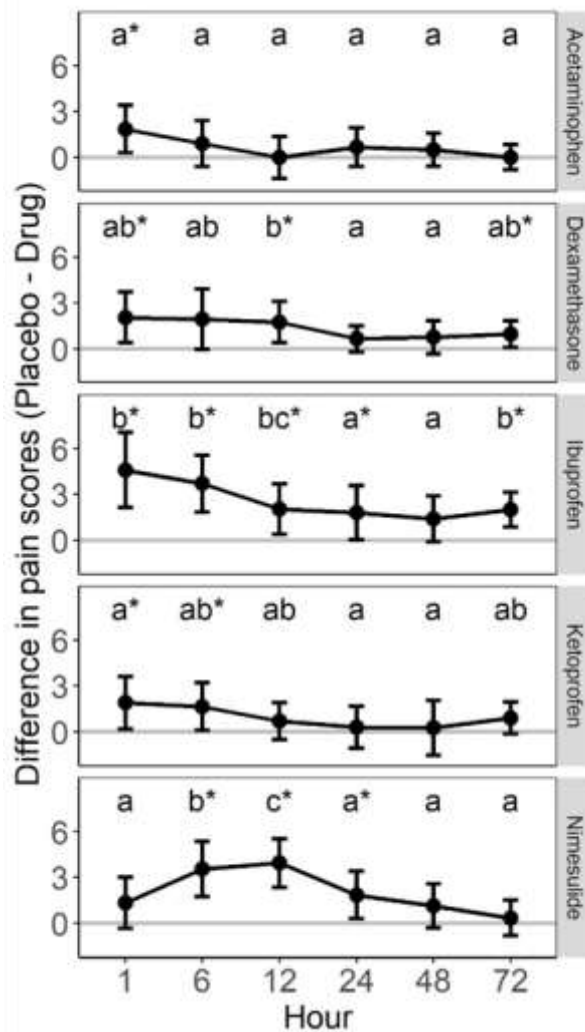 Difference in pain scores (Placebo - Drug)
a* a a a a a
6
3
0
Acetaminophen
ab* ab b* a a ab*
6
3
0
Dexamethasone
b* b* bc* a* a b*
6
3
0
Ibuprofen
a* ab* ab a a ab
6
3
0
Ketoprofen
a b* c* a* a a
6
3
0
Nimesulide
1 6 12 24 48 72
Hour